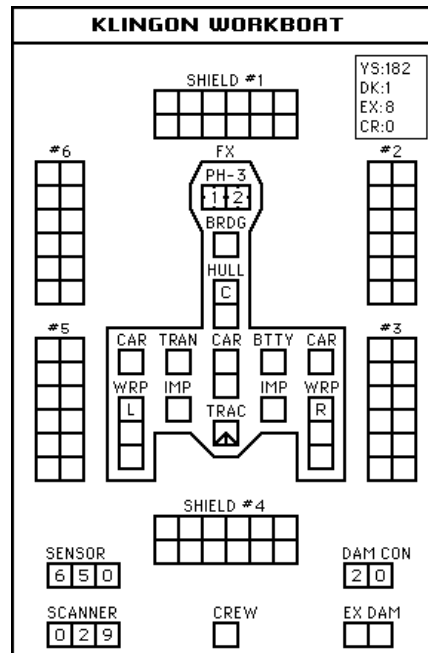 KLINGON WORKBOAT
YS:182
DK:1
EX:8
CR:0
SHIELD #1
#6
FX
#2
PH-3
1 2
BRDG
HULL
C
#5
#3
CAR TRAN CAR BTTY CAR
WRP IMP IMP WRP
L R
TRAC
SHIELD #4
SENSOR DAM CON
6 5 0 2 0
SCANNER CREW EX DAM
0 2 9